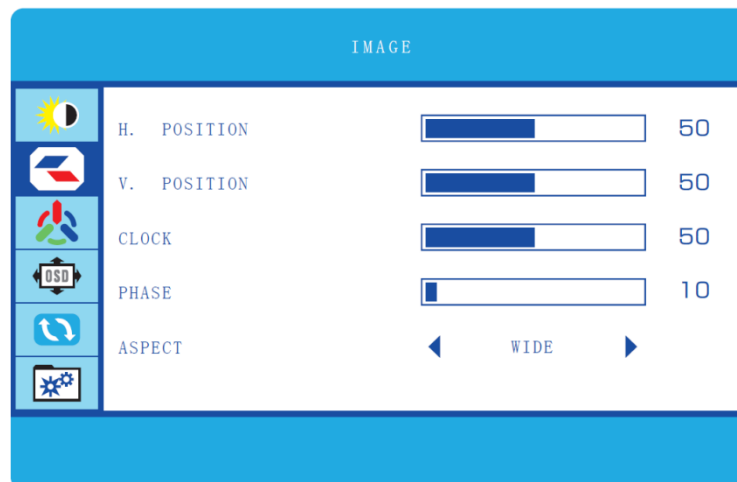 IMAGE
H. POSITION 50
V. POSITION 50
CLOCK 50
PHASE 10
OSD
ASPECT WIDE